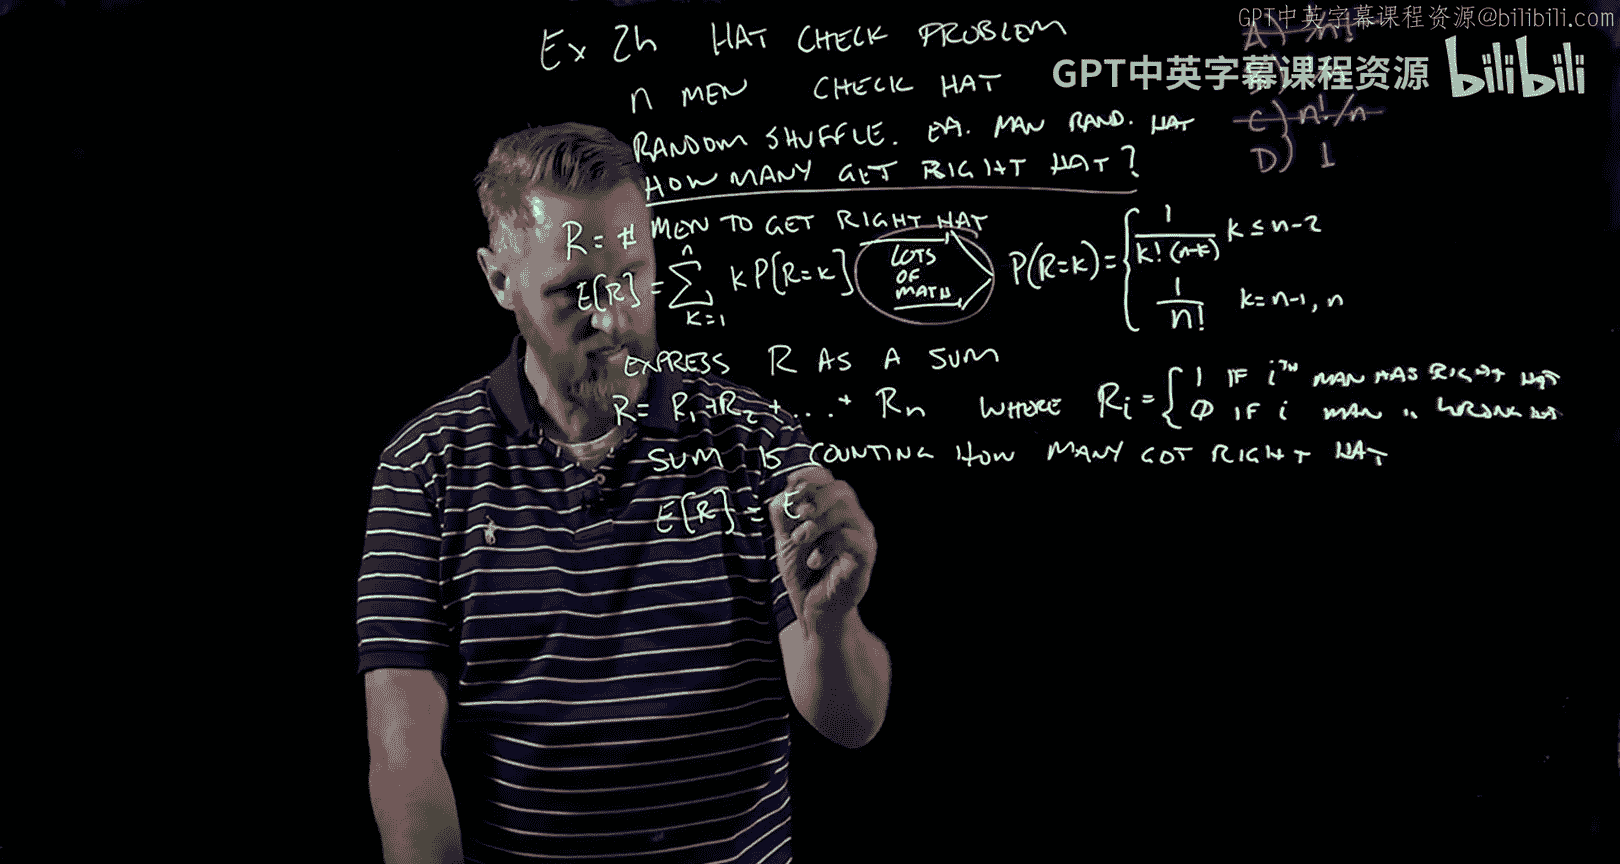 GPT中英字幕课程资源@bilibili.com
GPT中英字幕课程资源 bilibili
Ex 2h HAT CHECK PROBLEM
n MEN CHECK HAT
RANDOM SHUFFLE. EA. MAN RAND. HAT
HOW MANY GET RIGHT HAT?
A) n!
C) n!/n
D) 1
R = # MEN TO GET RIGHT HAT
E[R] = n∑k=1 k P[R=k] LOTS OF MATH P(R=k) = { 1/k!(n-k) k ≤ n-2
1/n! k = n-1, n
EXPRESS R AS A SUM
R = R1 + R2 + ... + Rn WHERE Ri = { 1 IF iTH MAN HAS RIGHT HAT
0 IF i MAN " WRONG HAT
SUM IS COUNTING HOW MANY GOT RIGHT HAT
E[R] = E